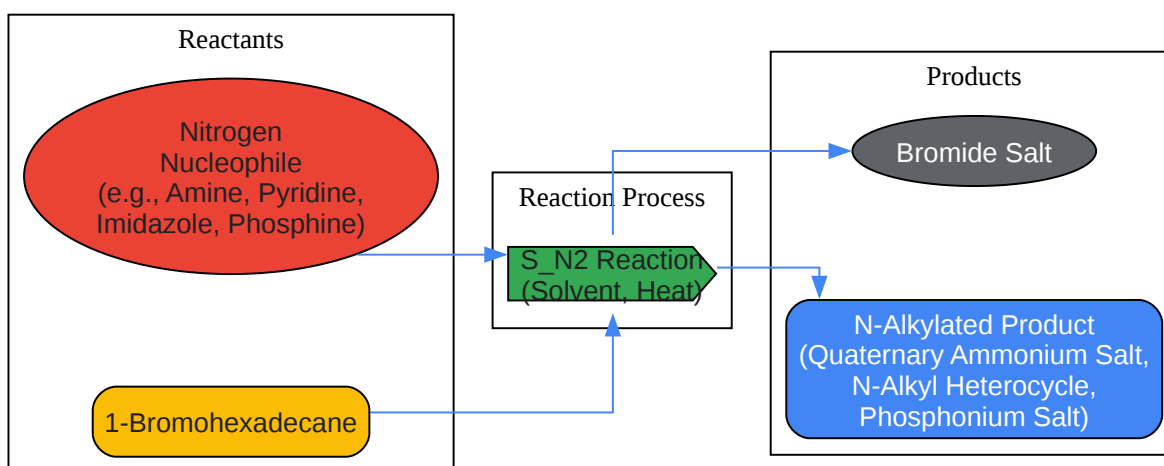 Reactants
Nitrogen
Nucleophile
(e.g., Amine, Pyridine,
Imidazole, Phosphine)
1-Bromohexadecane
Reaction Process
S_N2 Reaction
(Solvent, Heat)
Products
Bromide Salt
N-Alkylated Product
(Quaternary Ammonium Salt,
N-Alkyl Heterocycle,
Phosphonium Salt)